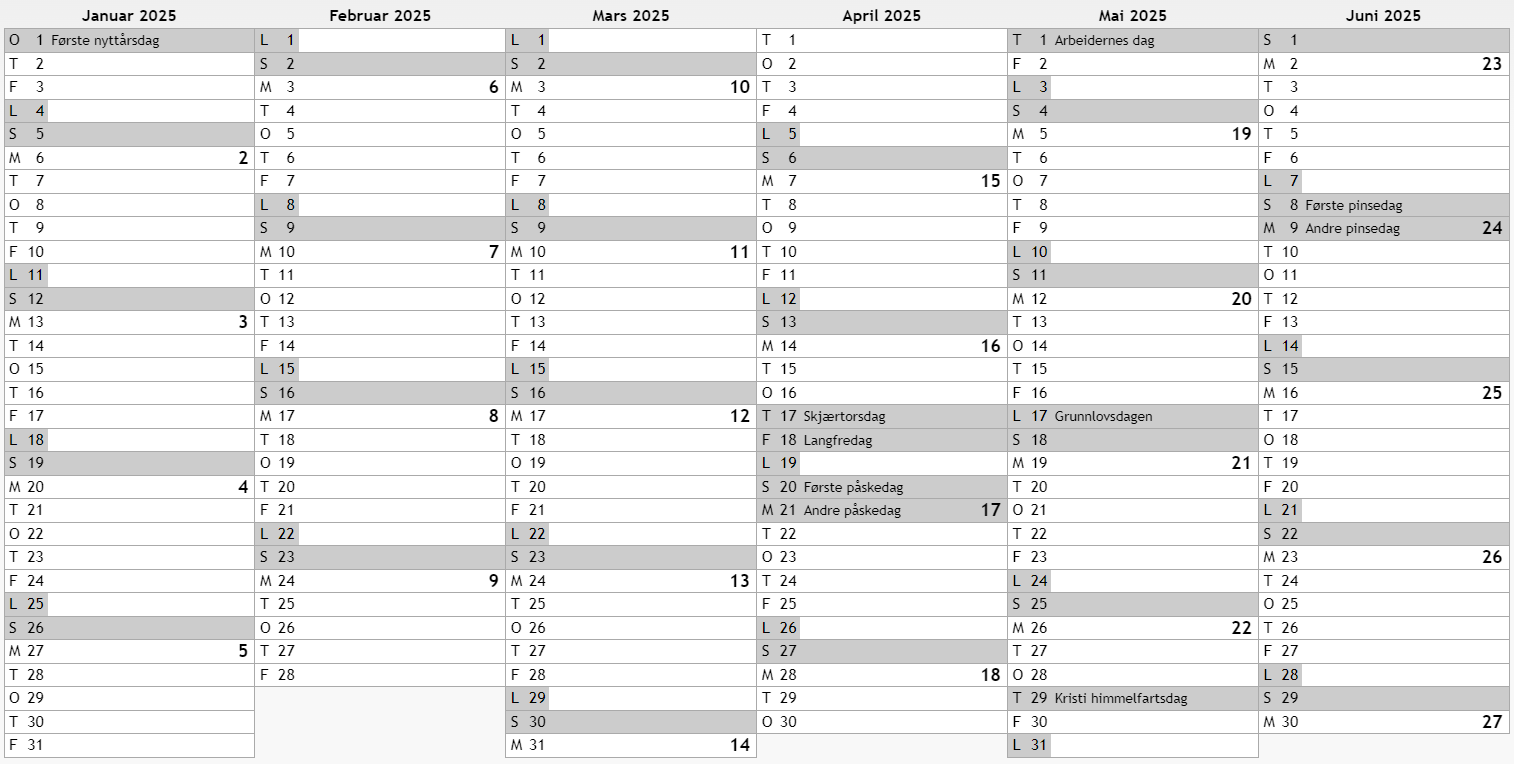 Januar 2025
O 1 Første nyttårsdag
T 2
F 3
L 4
S 5
M 6 2
T 7
O 8
T 9
F 10
L 11
S 12
M 13 3
T 14
O 15
T 16
F 17
L 18
S 19
M 20 4
T 21
O 22
T 23
F 24
L 25
S 26
M 27 5
T 28
O 29
T 30
F 31
Februar 2025
L 1
S 2
M 3 6
T 4
O 5
T 6
F 7
L 8
S 9
M 10 7
T 11
O 12
T 13
F 14
L 15
S 16
M 17 8
T 18
O 19
T 20
F 21
L 22
S 23
M 24 9
T 25
O 26
T 27
F 28
Mars 2025
L 1
S 2
M 3 10
T 4
O 5
T 6
F 7
L 8
S 9
M 10 11
T 11
O 12
T 13
F 14
L 15
S 16
M 17 12
T 18
O 19
T 20
F 21
L 22
S 23
M 24 13
T 25
O 26
T 27
F 28
L 29
S 30
M 31 14
April 2025
T 1
O 2
T 3
F 4
L 5
S 6
M 7 15
T 8
O 9
T 10
F 11
L 12
S 13
M 14 16
T 15
O 16
T 17 Skjærtorsdag
F 18 Langfredag
L 19
S 20 Første påskedag
M 21 Andre påskedag 17
T 22
O 23
T 24
F 25
L 26
S 27
M 28 18
T 29
O 30
Mai 2025
T 1 Arbeidernes dag
F 2
L 3
S 4
M 5 19
T 6
O 7
T 8
F 9
L 10
S 11
M 12 20
T 13
O 14
T 15
F 16
L 17 Grunnlovsdagen
S 18
M 19 21
T 20
O 21
T 22
F 23
L 24
S 25
M 26 22
T 27
O 28
T 29 Kristi himmelfartsdag
F 30
L 31
Juni 2025
S 1
M 2 23
T 3
O 4
T 5
F 6
L 7
S 8 Første pinsedag
M 9 Andre pinsedag 24
T 10
O 11
T 12
F 13
L 14
S 15
M 16 25
T 17
O 18
T 19
F 20
L 21
S 22
M 23 26
T 24
O 25
T 26
F 27
L 28
S 29
M 30 27